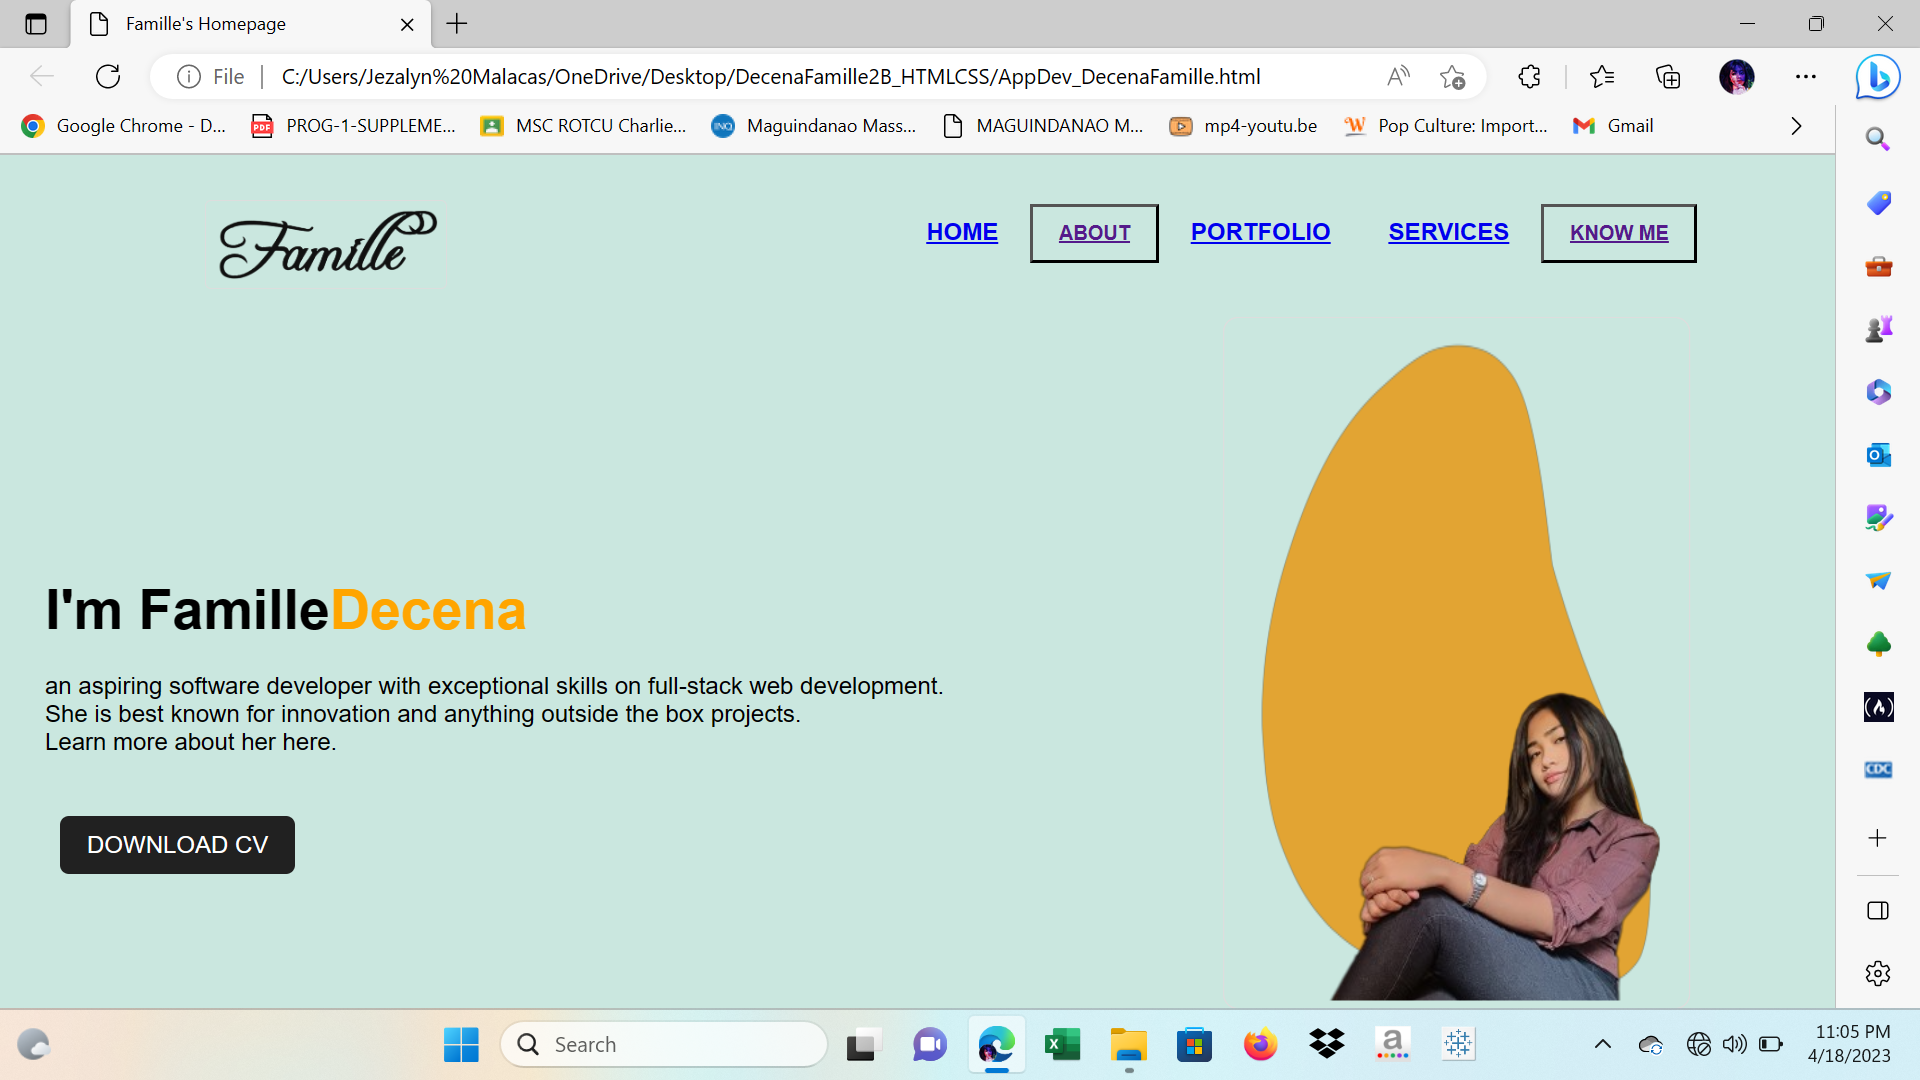 Famille's Homepage
File
C:/Users/Jezalyn%20Malacas/OneDrive/Desktop/DecenaFamille2B_HTMLCSS/AppDev_DecenaFamille.html
Google Chrome - D...
PDF
PROG-1-SUPPLEME...
MSC ROTCU Charlie...
INQ
Maguindanao Mass...
MAGUINDANAO M...
mp4-youtu.be
Pop Culture: Import...
Gmail
Famille
HOME
ABOUT
PORTFOLIO
SERVICES
KNOW ME
I'm FamilleDecena
an aspiring software developer with exceptional skills on full-stack web development.
She is best known for innovation and anything outside the box projects.
Learn more about her here.
DOWNLOAD CV
CDC
Search
11:05 PM
4/18/2023